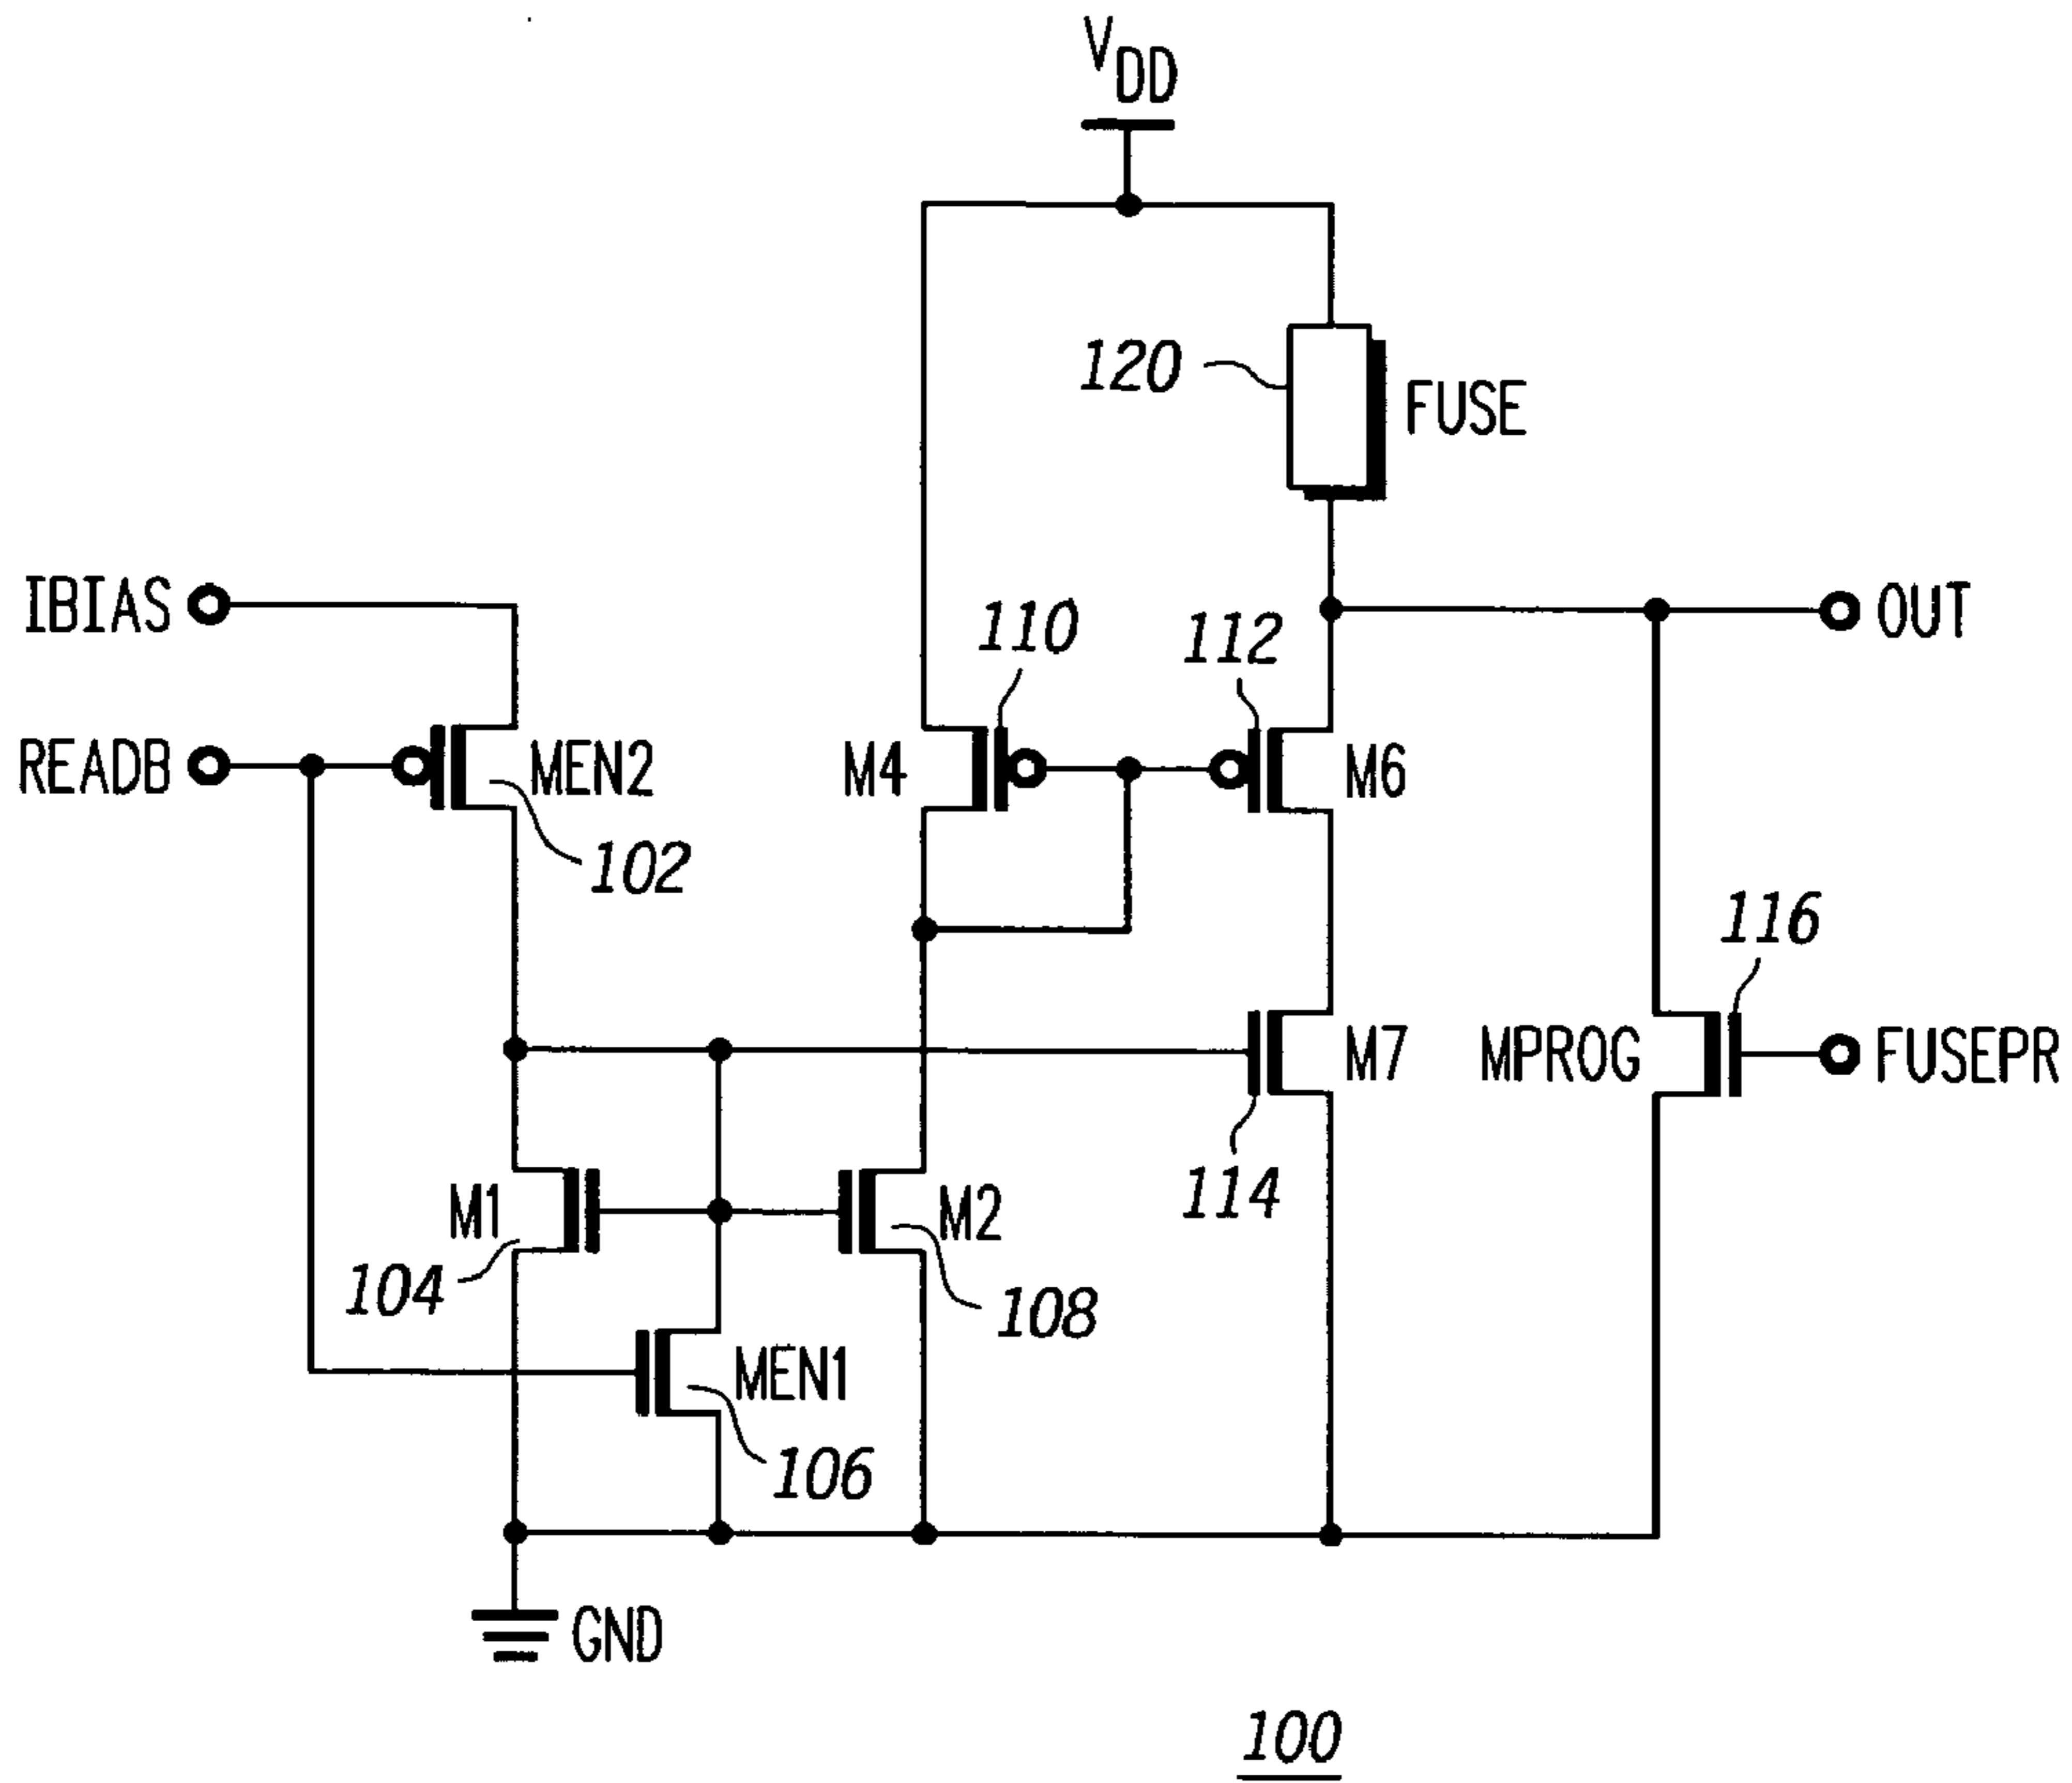 VDD
120
FUSE
IBIAS
110
112
OUT
READB
MEN2
M4
M6
102
116
M7
MPROG
FUSEPR
M1
M2
114
104
108
MEN1
106
GND
100